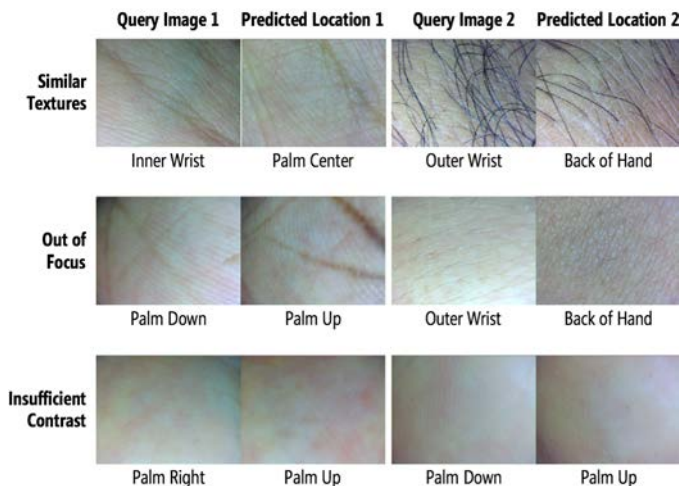 Query Image 1 Predicted Location 1 Query Image 2 Predicted Location 2
Similar
Textures
Inner Wrist Palm Center Outer Wrist Back of Hand
Out of
Focus
Palm Down Palm Up Outer Wrist Back of Hand
Insufficient
Contrast
Palm Right Palm Up Palm Down Palm Up